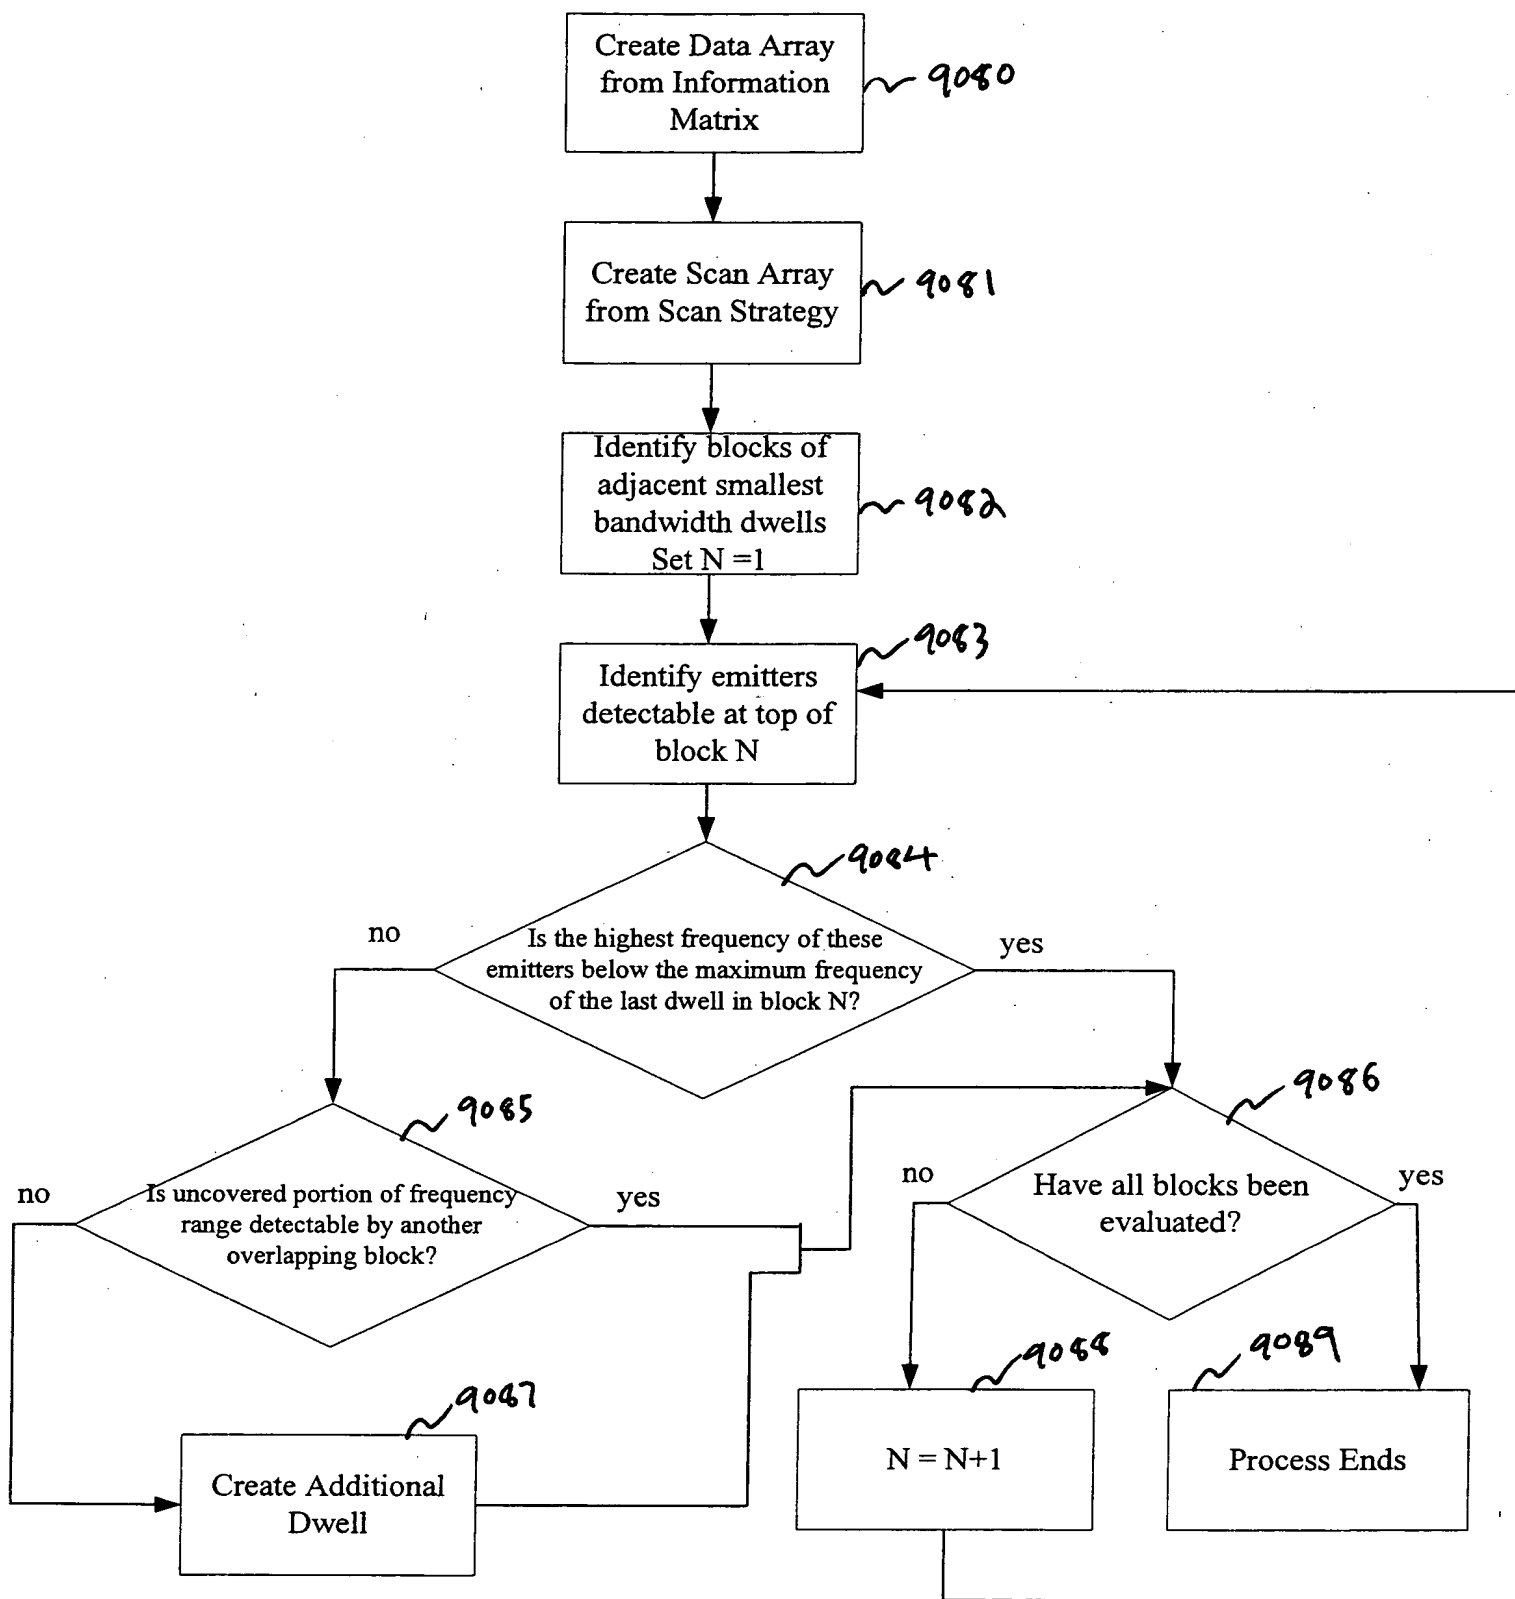 Create Data Array
from Information
Matrix
9080
Create Scan Array
from Scan Strategy
9081
Identify blocks of
adjacent smallest
bandwidth dwells
Set N =1
9082
Identify emitters
detectable at top of
block N
9083
Is the highest frequency of these
emitters below the maximum frequency
of the last dwell in block N?
9084
no
yes
Is uncovered portion of frequency
range detectable by another
overlapping block?
9085
no
yes
Have all blocks been
evaluated?
9086
no
yes
Create Additional
Dwell
9087
N = N+1
9088
Process Ends
9089